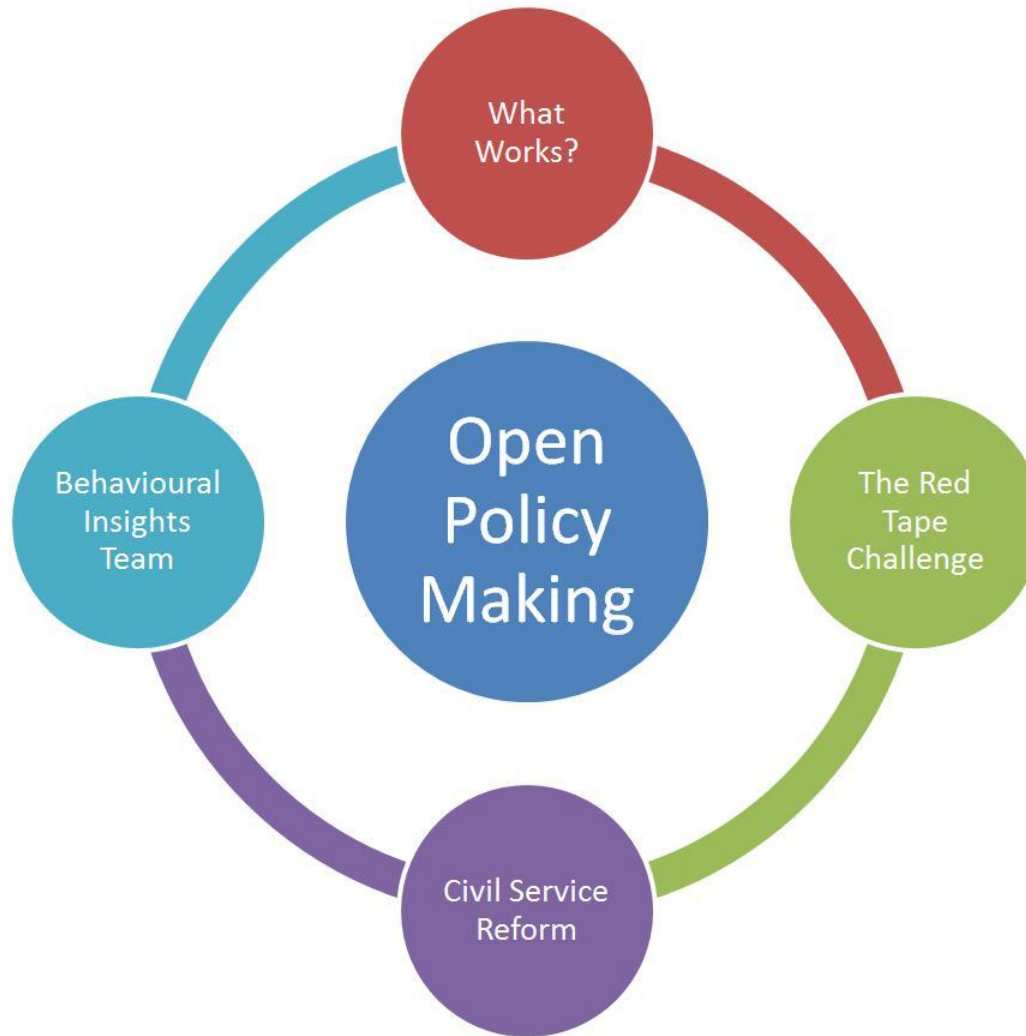 What
Works?
Behavioural
Insights
Team
Open
Policy
Making
The Red
Tape
Challenge
Civil Service
Reform